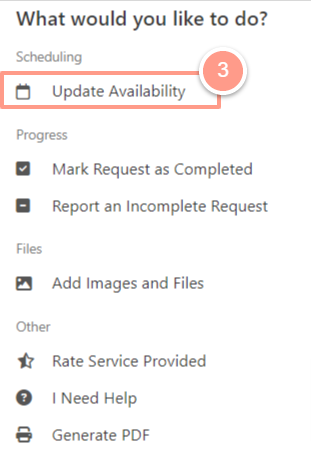 What would you like to do?
Scheduling
3
Update Availability
Progress
Mark Request as Completed
Report an Incomplete Request
Files
Add Images and Files
Other
Rate Service Provided
I Need Help
Generate PDF